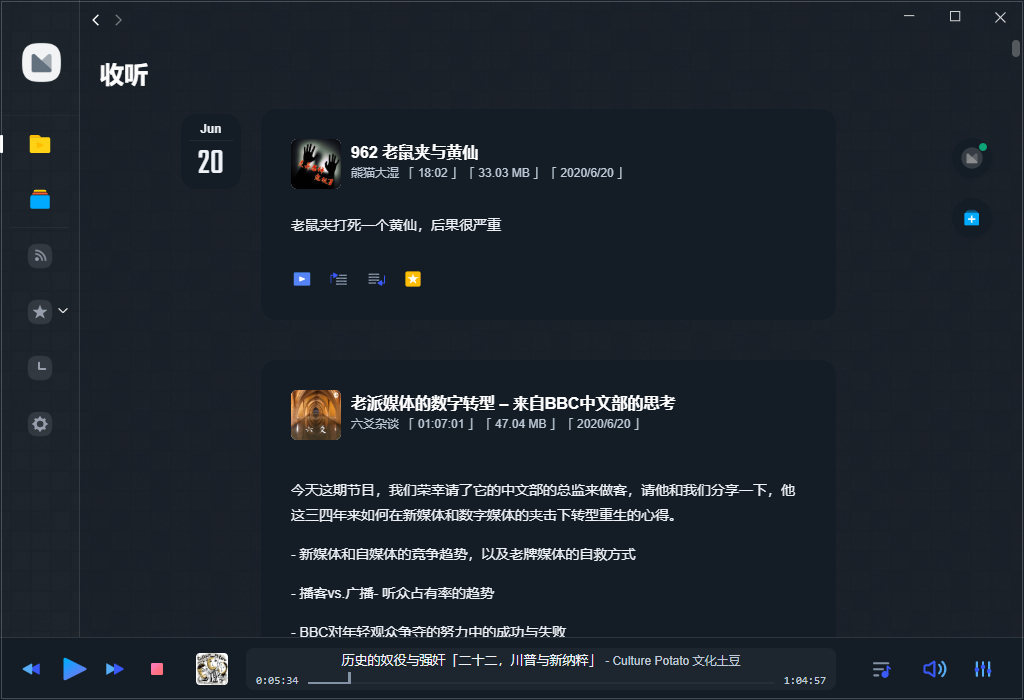 收听
Jun
20
962 老鼠夹与黄仙
熊猫大湿 「 18:02 」 「 33.03 MB 」 「 2020/6/20 」
老鼠夹打死一个黄仙，后果很严重
老派媒体的数字转型 – 来自BBC中文部的思考
六爻杂谈 「 01:07:01 」 「 47.04 MB 」 「 2020/6/20 」
六 爻
今天这期节目，我们荣幸请了它的中文部的总监来做客，请他和我们分享一下，他
这三四年来如何在新媒体和数字媒体的夹击下转型重生的心得。
- 新媒体和自媒体的竞争趋势，以及老牌媒体的自救方式
- 播客vs.广播- 听众占有率的趋势
- BBC对年轻观众争夺的努力中的成功与失败
历史的奴役与强奸「二十二，川普与新纳粹」 - Culture Potato 文化土豆
0:05:34
1:04:57